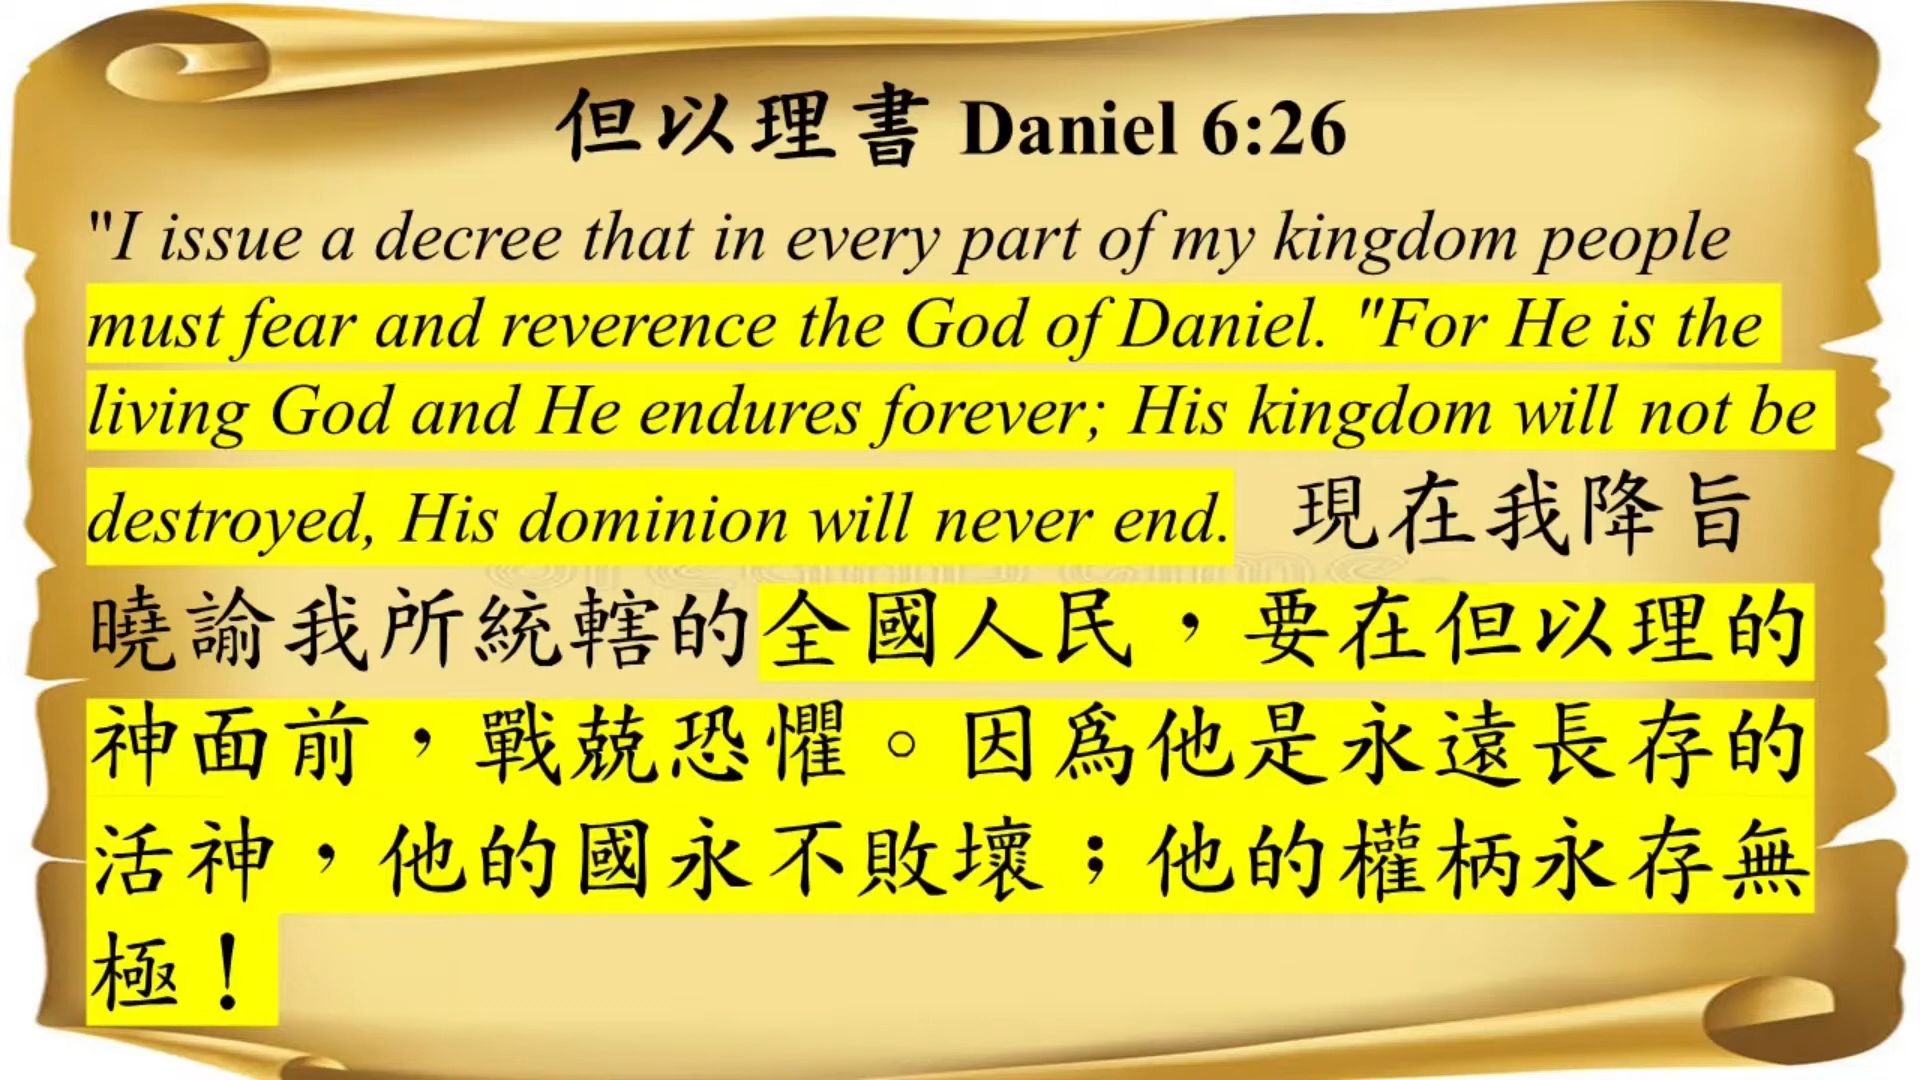 但以理書 Daniel 6:26
"I issue a decree that in every part of my kingdom people
must fear and reverence the God of Daniel. "For He is the
living God and He endures forever; His kingdom will not be
destroyed, His dominion will never end. 現在我降旨
曉諭我所統轄的全國人民，要在但以理的
神面前，戰兢恐懼。因爲他是永遠長存的
活神，他的國永不敗壞；他的權柄永存無
極！